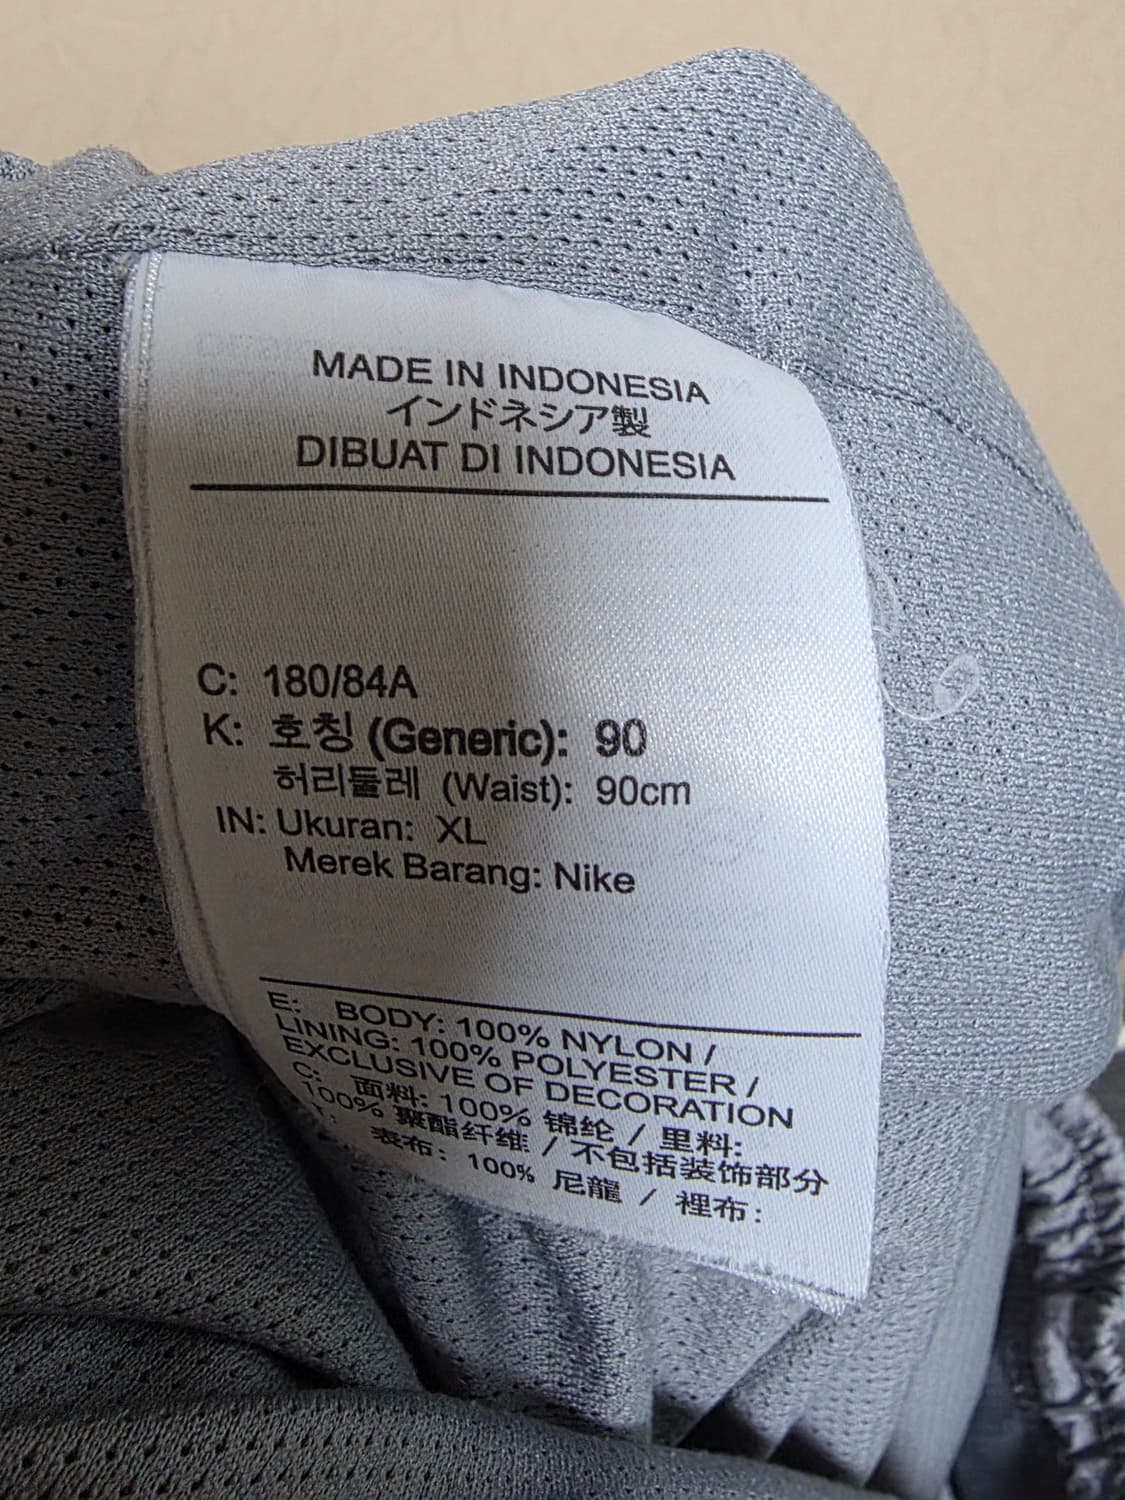 MADE IN INDONESIA
インドネシア製
DIBUAT DI INDONESIA
C: 180/84A
K: 호칭 (Generic): 90
허리둘레 (Waist): 90cm
IN: Ukuran: XL
Merek Barang: Nike
E: BODY: 100% NYLON /
LINING: 100% POLYESTER /
EXCLUSIVE OF DECORATION
C: 面料: 100% 锦纶 / 里料:
100% 聚酯纤维 / 不包括装饰部分
T: 表布: 100% 尼龍 / 裡布: